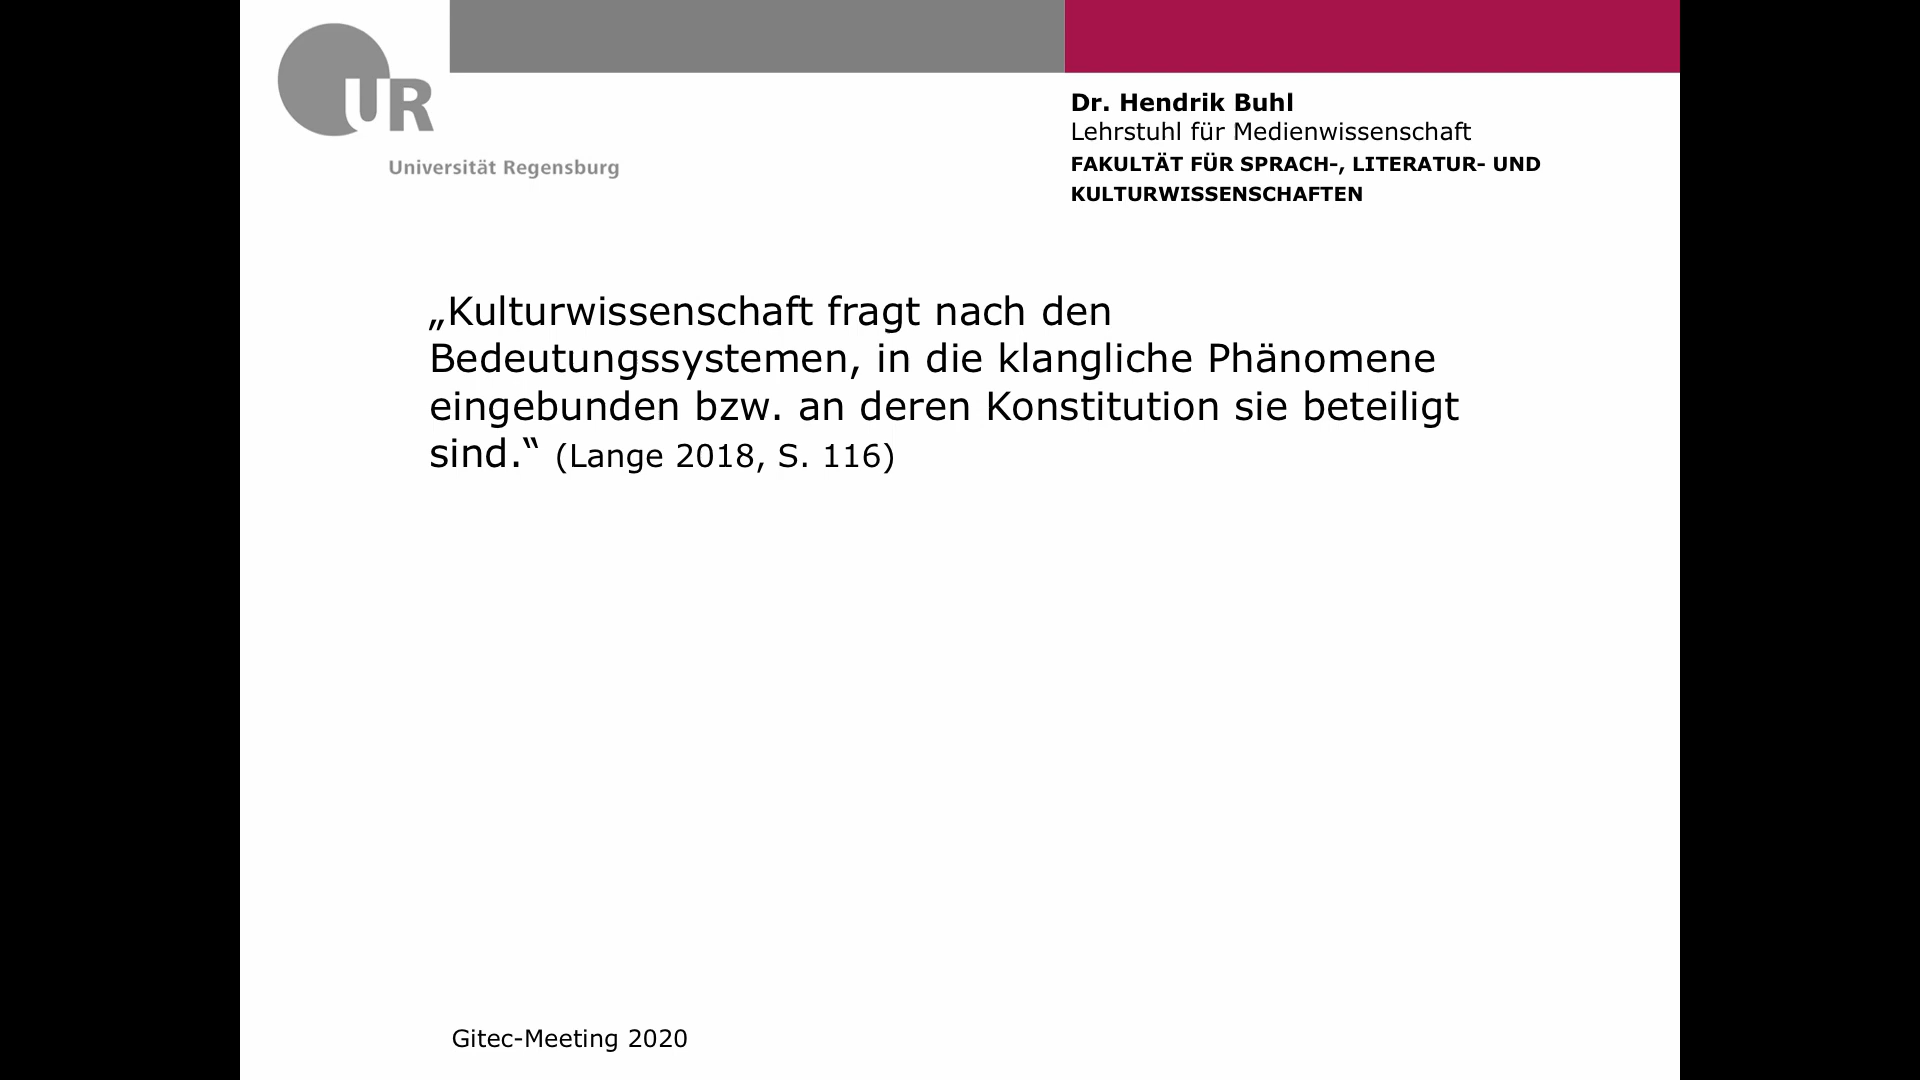 UR
Universität Regensburg
Dr. Hendrik Buhl
Lehrstuhl für Medienwissenschaft
FAKULTÄT FÜR SPRACH-, LITERATUR- UND
KULTURWISSENSCHAFTEN
„Kulturwissenschaft fragt nach den
Bedeutungssystemen, in die klangliche Phänomene
eingebunden bzw. an deren Konstitution sie beteiligt
sind.“ (Lange 2018, S. 116)
Gitec-Meeting 2020